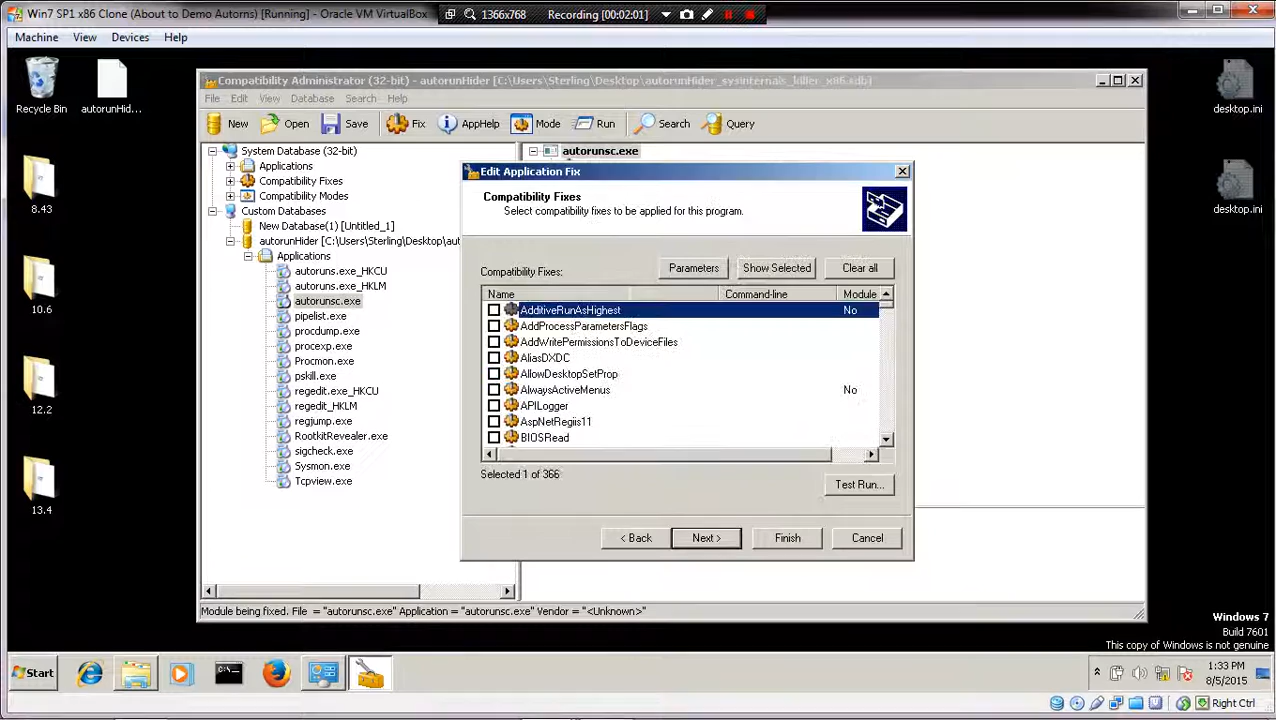 Win7 SP1 x86 Clone (About to Demo Autorns) [Running] - Oracle VM VirtualBox
1366x768
Recording [00:02:01]
Machine View Devices Help
Recycle Bin
autorunHid...
8.43
10.6
12.2
13.4
desktop.ini
desktop.ini
Compatibility Administrator (32-bit) - autorunHider [C:\Users\Sterling\Desktop\autorunHider_sysinternals_killer_x86.sdb]
File Edit View Database Search Help
New Open Save Fix AppHelp Mode Run Search Query
System Database (32-bit)
Applications
Compatibility Fixes
Compatibility Modes
Custom Databases
New Database(1) [Untitled_1]
autorunHider [C:\Users\Sterling\Desktop\aut
Applications
autoruns.exe_HKCU
autoruns.exe_HKLM
autorunsc.exe
pipelist.exe
procdump.exe
procexp.exe
Procmon.exe
pskill.exe
regedit.exe_HKCU
regedit_HKLM
regjump.exe
RootkitRevealer.exe
sigcheck.exe
Sysmon.exe
Tcpview.exe
autorunsc.exe
Edit Application Fix
Compatibility Fixes
Select compatibility fixes to be applied for this program.
Compatibility Fixes:
Parameters
Show Selected
Clear all
Name Command-line Module
AdditiveRunAsHighest No
AddProcessParametersFlags
AddWritePermissionsToDeviceFiles
AliasDXDC
AllowDesktopSetProp
AlwaysActiveMenus No
APILogger
AspNetRegiis11
BIOSRead
Selected 1 of 366
Test Run...
< Back
Next >
Finish
Cancel
Module being fixed. File = "autorunsc.exe" Application = "autorunsc.exe" Vendor = "<Unknown>"
Windows 7
Build 7601
This copy of Windows is not genuine
Start
1:33 PM
8/5/2015
Right Ctrl